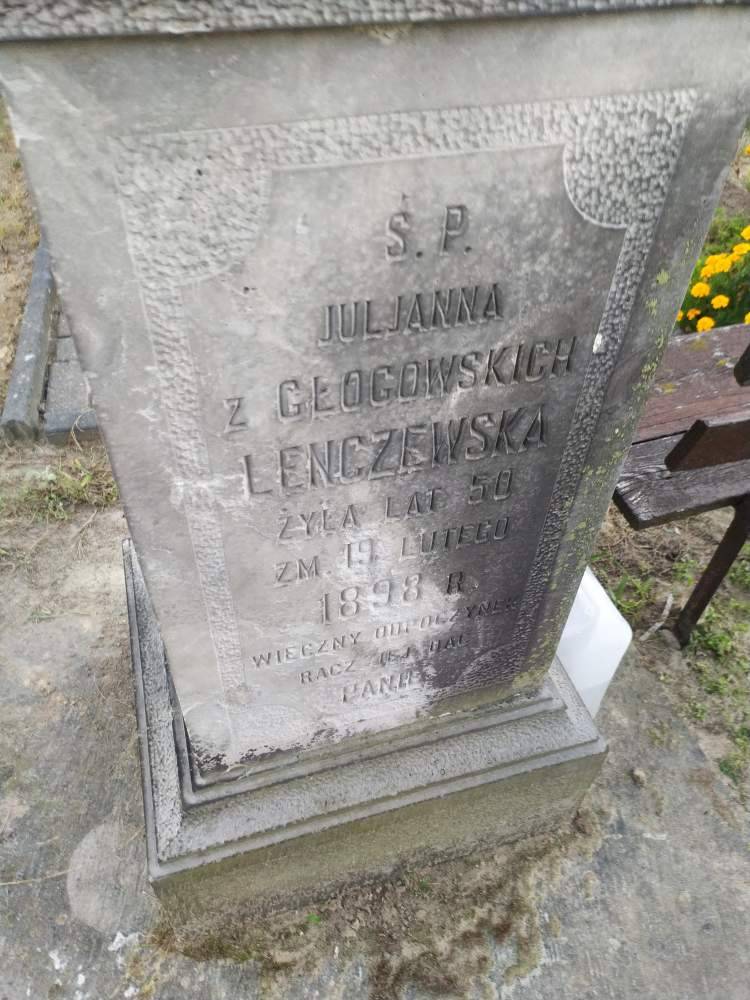 Ś. P.
JULJANNA
Z GŁOGOWSKICH
LENCZEWSKA
ŻYŁA LAT 50
ZM. 19 LUTEGO
1898 R.
WIECZNY ODPOCZYNEK
RACZ JEJ DAĆ
PANIE